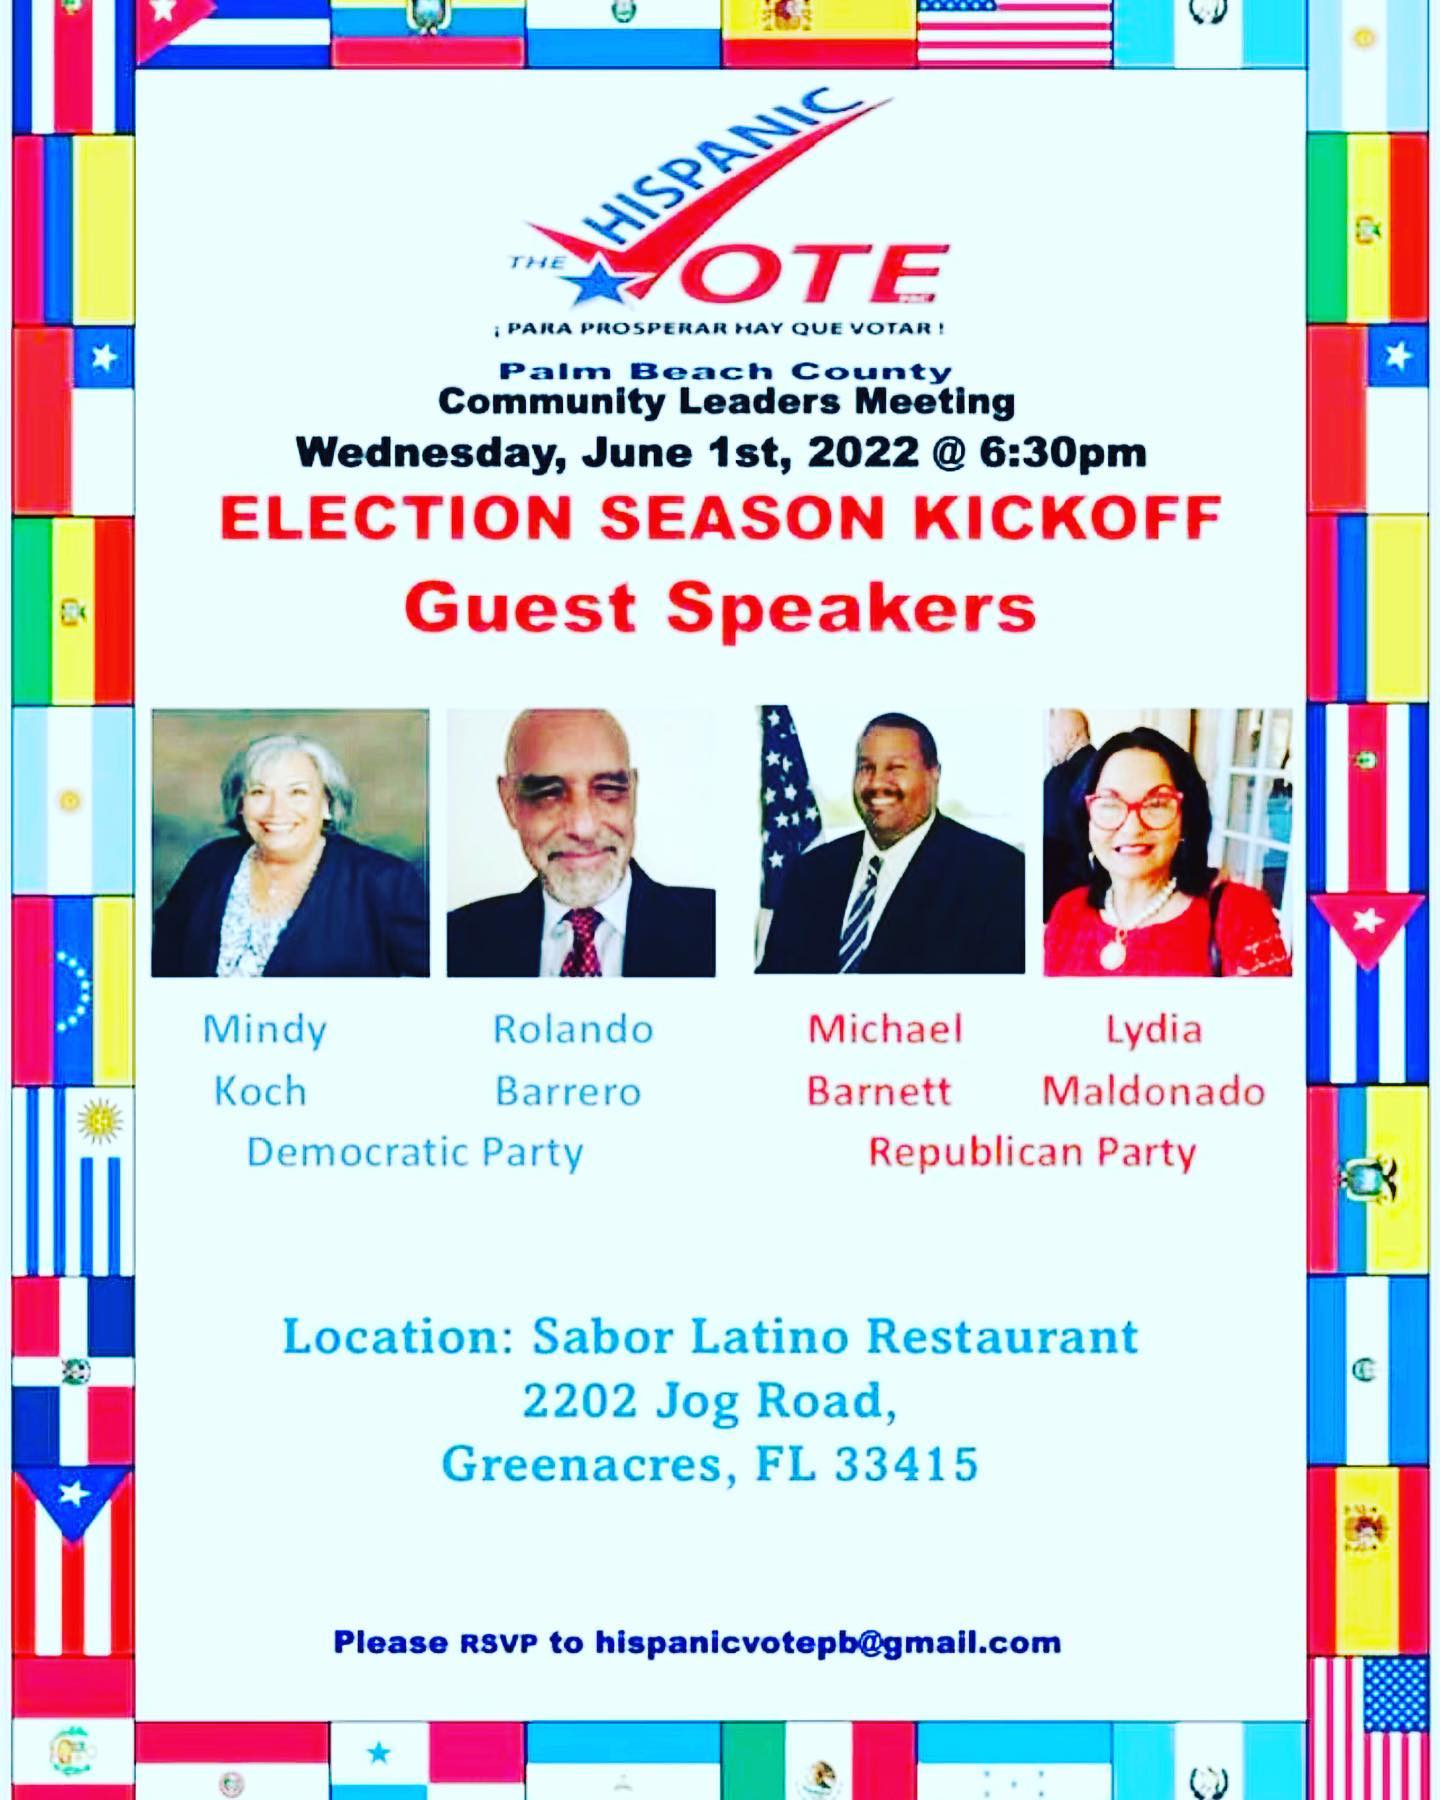 HISPANIC
THE VOTE
PAC
¡PARA PROSPERAR HAY QUE VOTAR!
Palm Beach County
Community Leaders Meeting
Wednesday, June 1st, 2022 @ 6:30pm
ELECTION SEASON KICKOFF
Guest Speakers
Mindy Koch
Rolando Barrero
Democratic Party
Michael Barnett
Lydia Maldonado
Republican Party
Location: Sabor Latino Restaurant
2202 Jog Road,
Greenacres, FL 33415
Please RSVP to hispanicvotepb@gmail.com